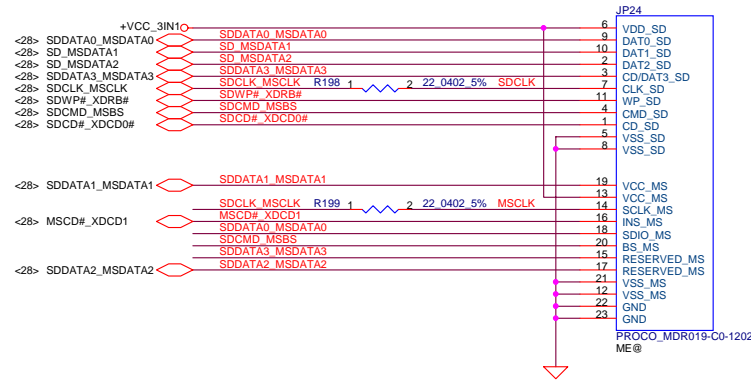 JP24
+VCC_3IN1 6 VDD_SD
<28> SDDATA0_MSDATA0 SDDATA0_MSDATA0 9 DAT0_SD
<28> SD_MSDATA1 SD_MSDATA1 10 DAT1_SD
<28> SD_MSDATA2 SD_MSDATA2 2 DAT2_SD
<28> SDDATA3_MSDATA3 SDDATA3_MSDATA3 3 CD/DAT3_SD
<28> SDCLK_MSCLK SDCLK_MSCLK R198 1 2 22_0402_5% SDCLK 7 CLK_SD
<28> SDWP#_XDRB# SDWP#_XDRB# 11 WP_SD
<28> SDCMD_MSBS SDCMD_MSBS 4 CMD_SD
<28> SDCD#_XDCD0# SDCD#_XDCD0# 1 CD_SD
5 VSS_SD
8 VSS_SD
<28> SDDATA1_MSDATA1 SDDATA1_MSDATA1 19 VCC_MS
13 VCC_MS
SDCLK_MSCLK R199 1 2 22_0402_5% MSCLK 14 SCLK_MS
<28> MSCD#_XDCD1 MSCD#_XDCD1 16 INS_MS
SDDATA0_MSDATA0 18 SDIO_MS
SDCMD_MSBS 20 BS_MS
SDDATA3_MSDATA3 15 RESERVED_MS
<28> SDDATA2_MSDATA2 SDDATA2_MSDATA2 17 RESERVED_MS
21 VSS_MS
12 VSS_MS
22 GND
23 GND
PROCO_MDR019-C0-1202
ME@